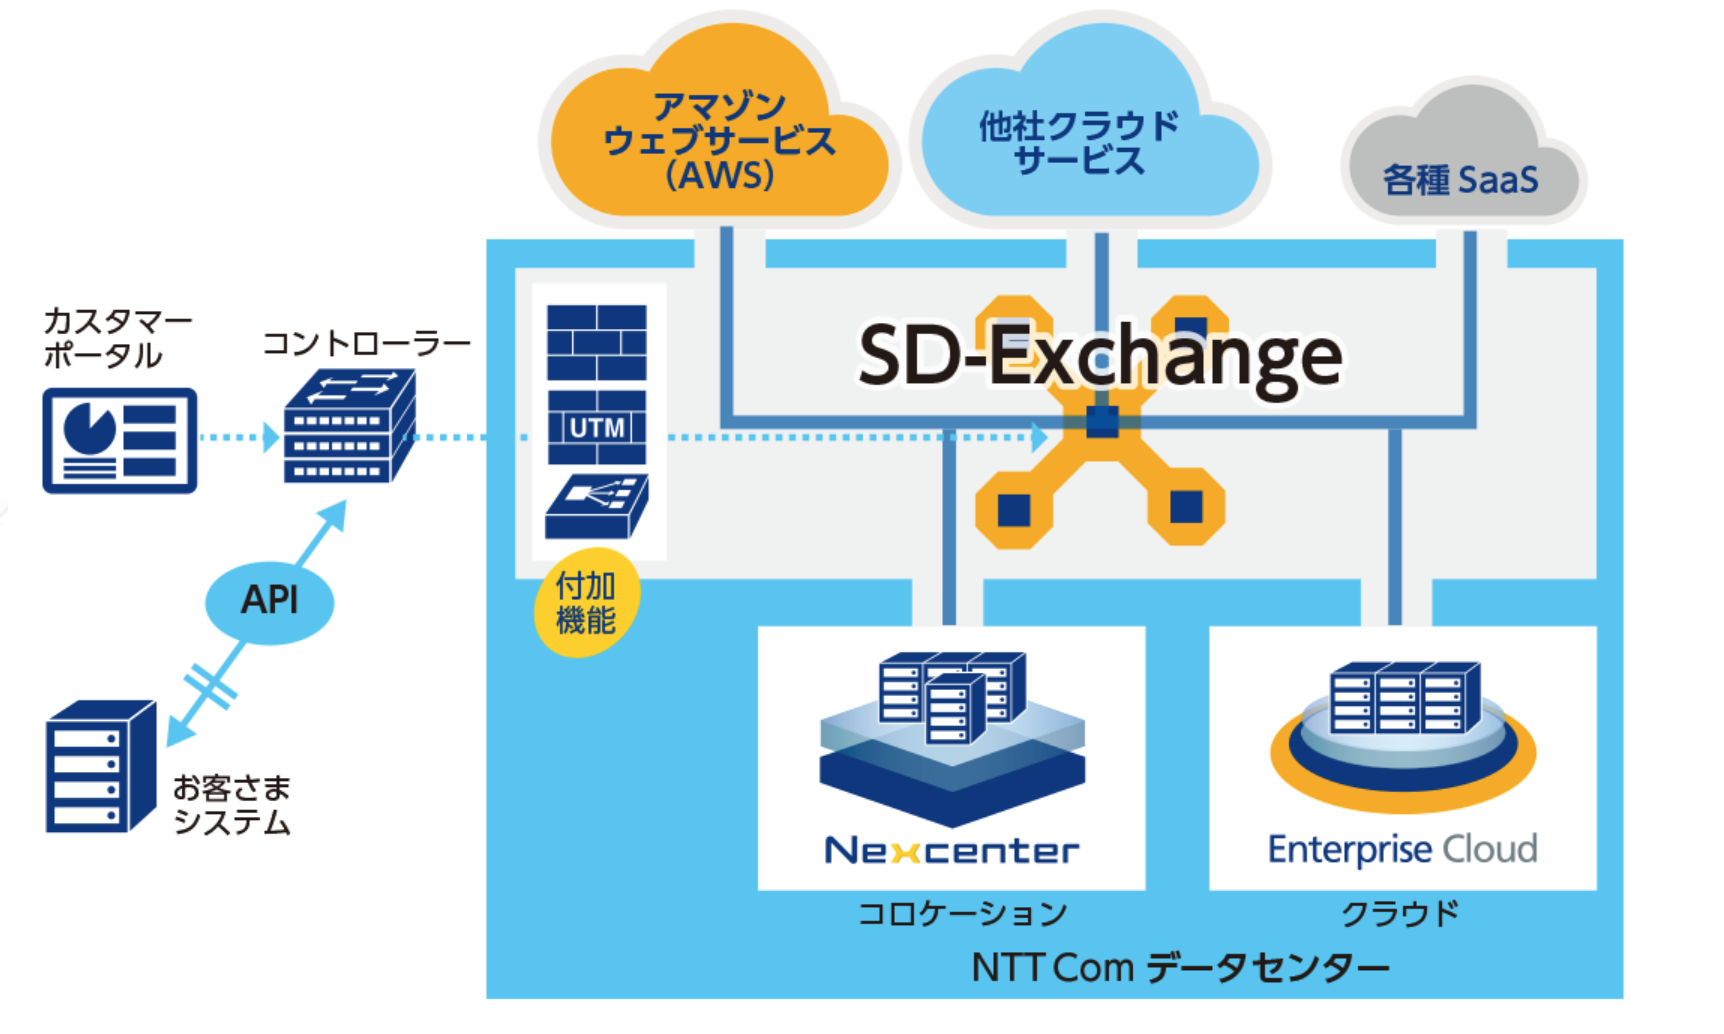 アマゾン
ウェブサービス
(AWS)
他社クラウド
サービス
各種 SaaS
カスタマー
ポータル
コントローラー
SD-Exchange
UTM
付加
機能
API
お客さま
システム
Nexcenter
Enterprise Cloud
コロケーション
クラウド
NTT Com データセンター